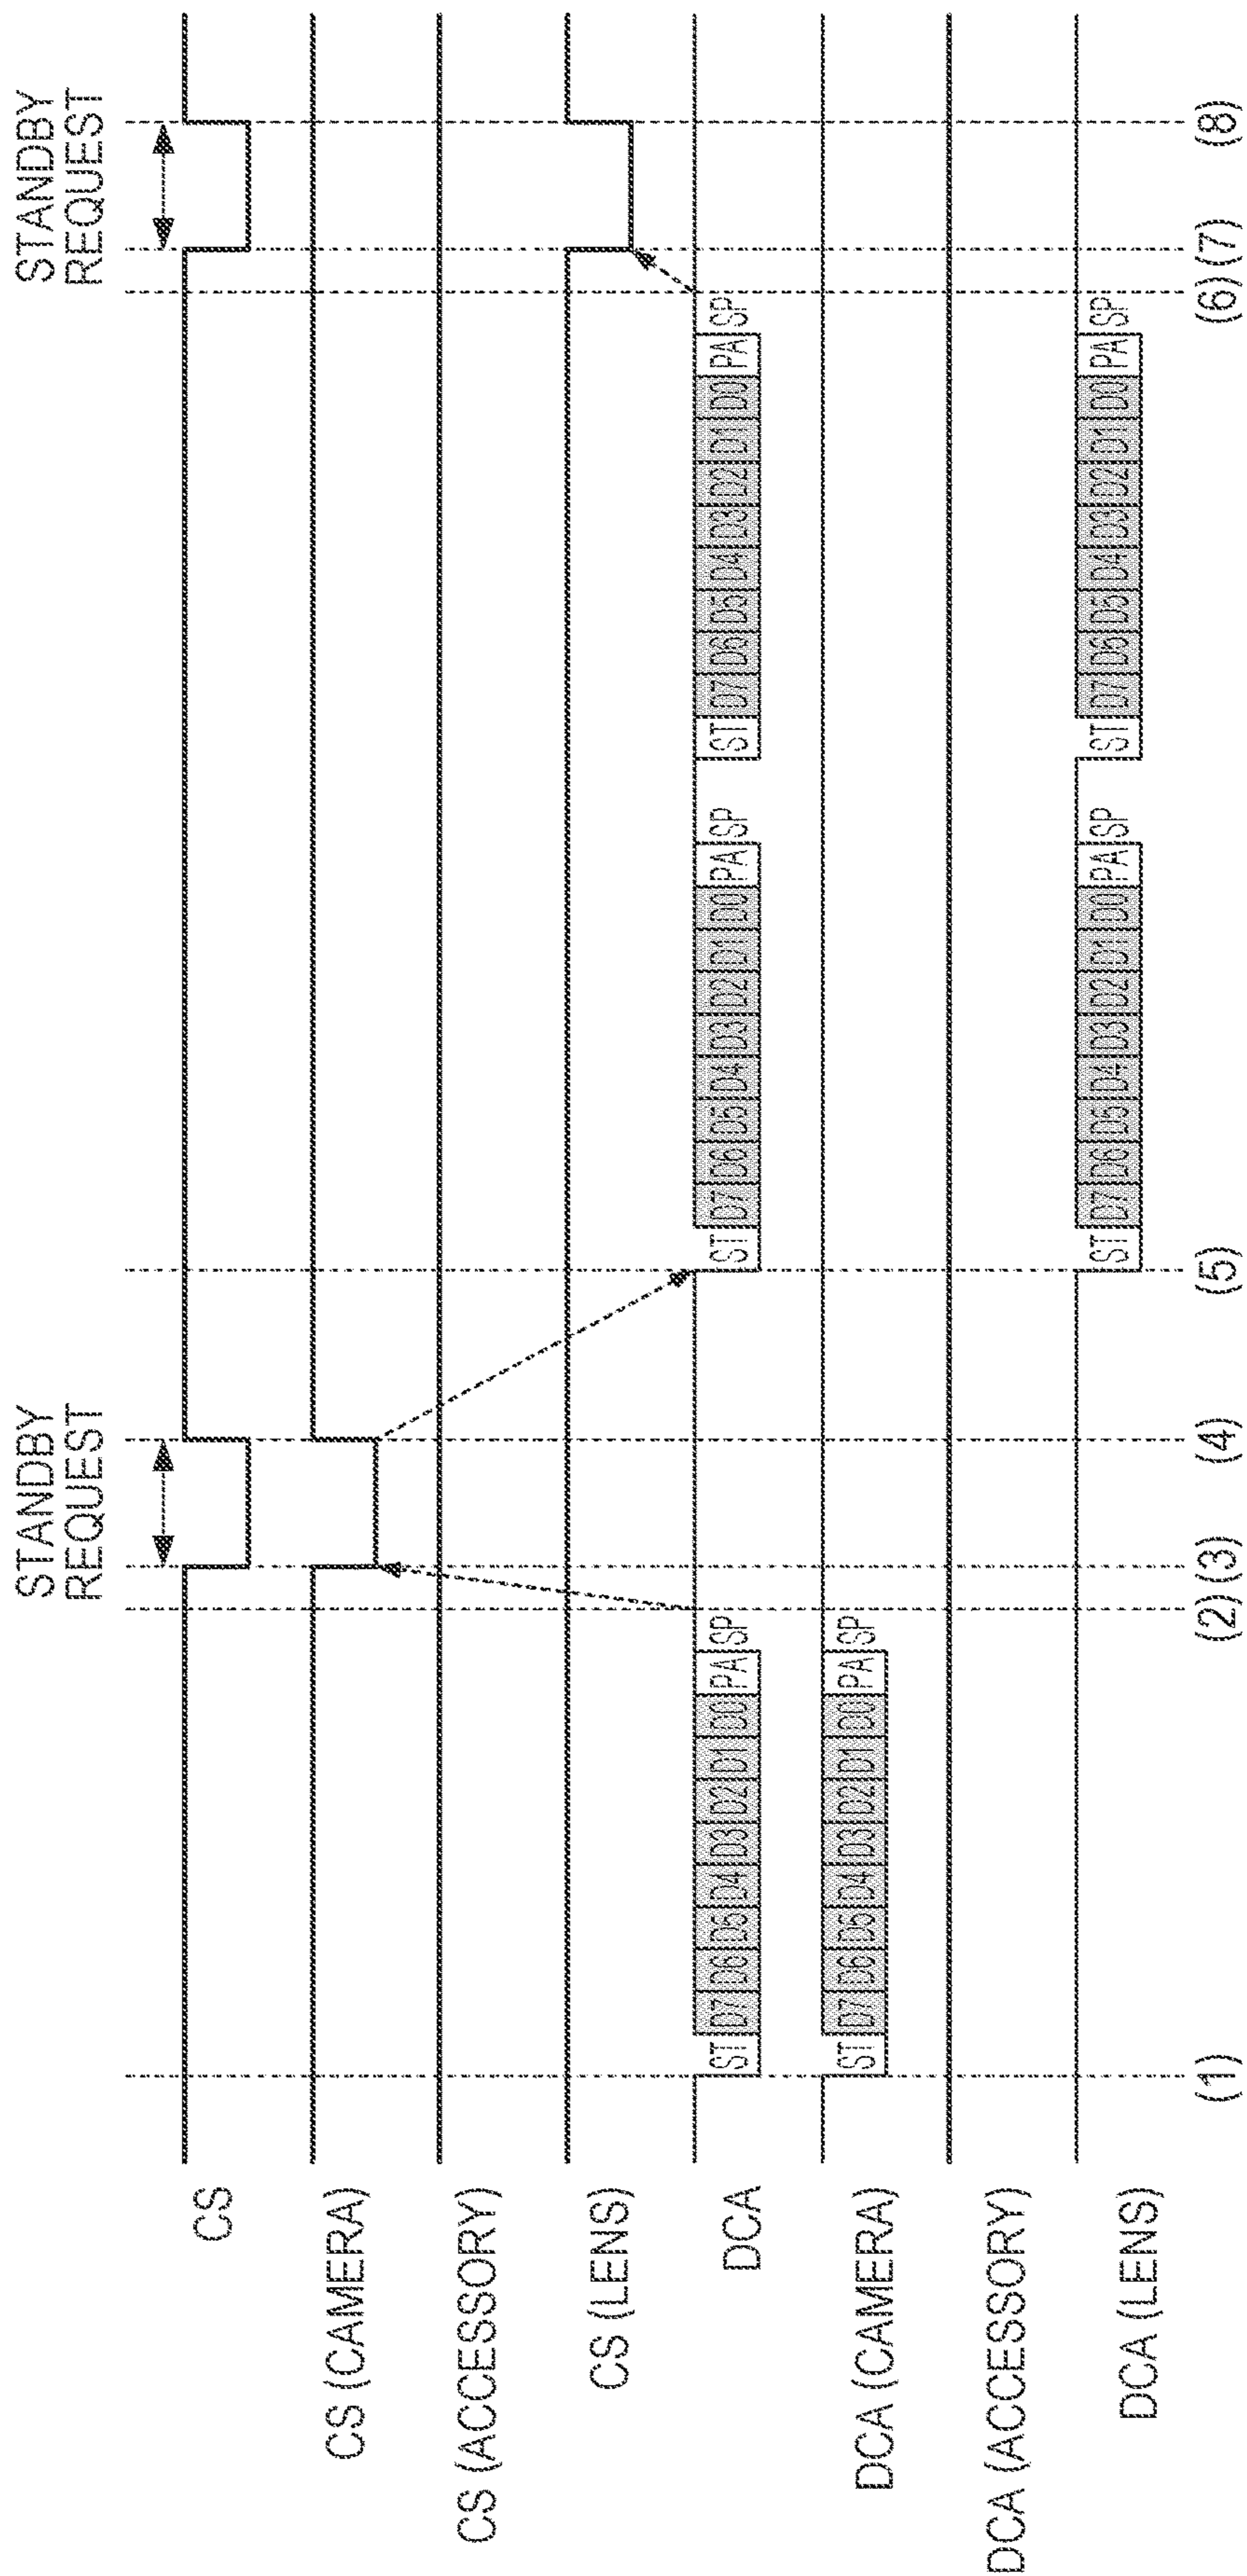 STANDBY
REQUEST
STANDBY
REQUEST
CS
CS (CAMERA)
CS (ACCESSORY)
CS (LENS)
DCA
ST D7 D6 D5 D4 D3 D2 D1 D0 PA SP
ST D7 D6 D5 D4 D3 D2 D1 D0 PA SP
ST D7 D6 D5 D4 D3 D2 D1 D0 PA SP
DCA (CAMERA)
ST D7 D6 D5 D4 D3 D2 D1 D0 PA SP
DCA (ACCESSORY)
DCA (LENS)
ST D7 D6 D5 D4 D3 D2 D1 D0 PA SP
ST D7 D6 D5 D4 D3 D2 D1 D0 PA SP
(1) (2) (3) (4) (5) (6) (7) (8)